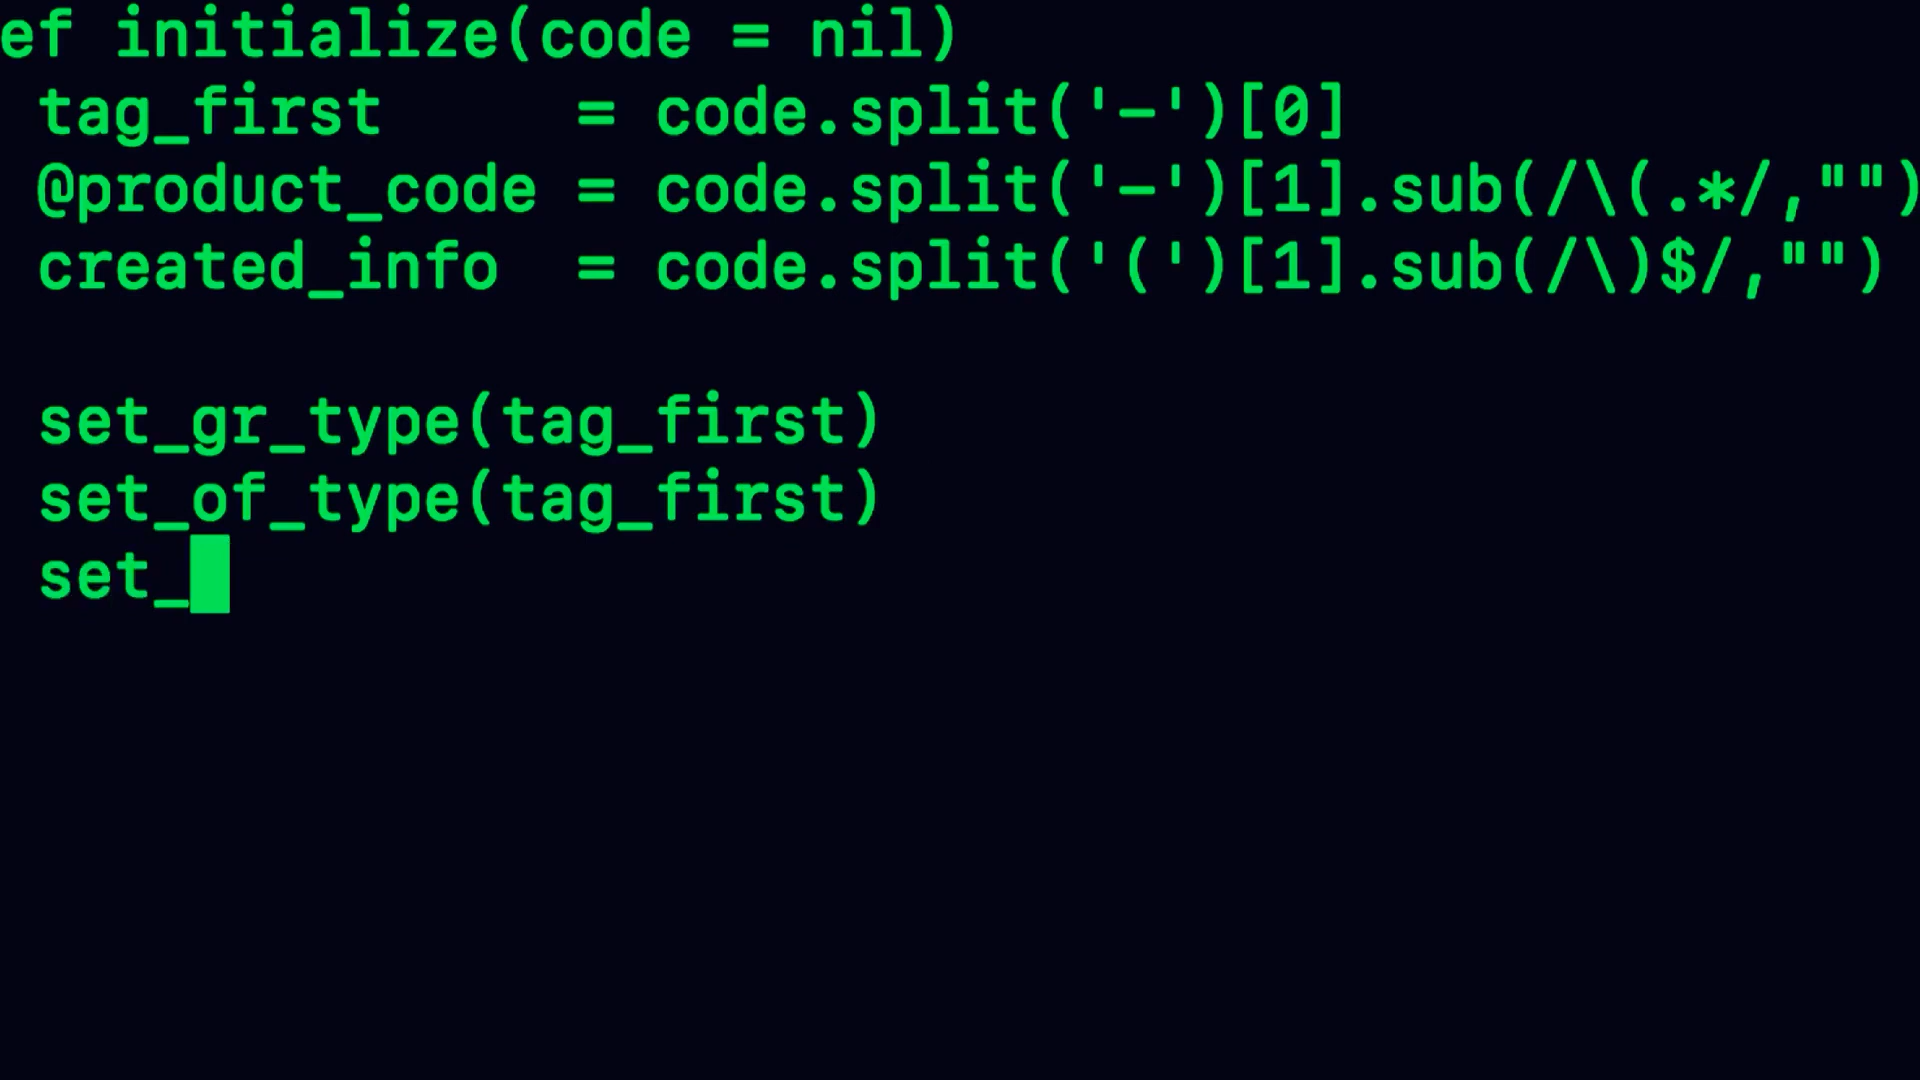 ef initialize(code = nil)
tag_first     = code.split('-')[0]
@product_code = code.split('-')[1].sub(/\(.*/,"")
created_info  = code.split('(')[1].sub(/\)$/,"")
set_gr_type(tag_first)
set_of_type(tag_first)
set_